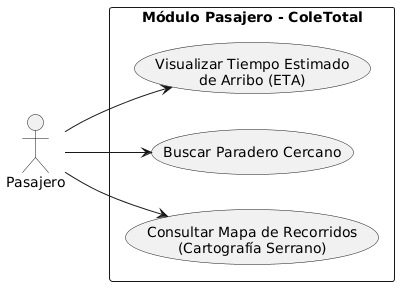 Módulo Pasajero - ColeTotal
Visualizar Tiempo Estimado
de Arribo (ETA)
Buscar Paradero Cercano
Pasajero
Consultar Mapa de Recorridos
(Cartografía Serrano)